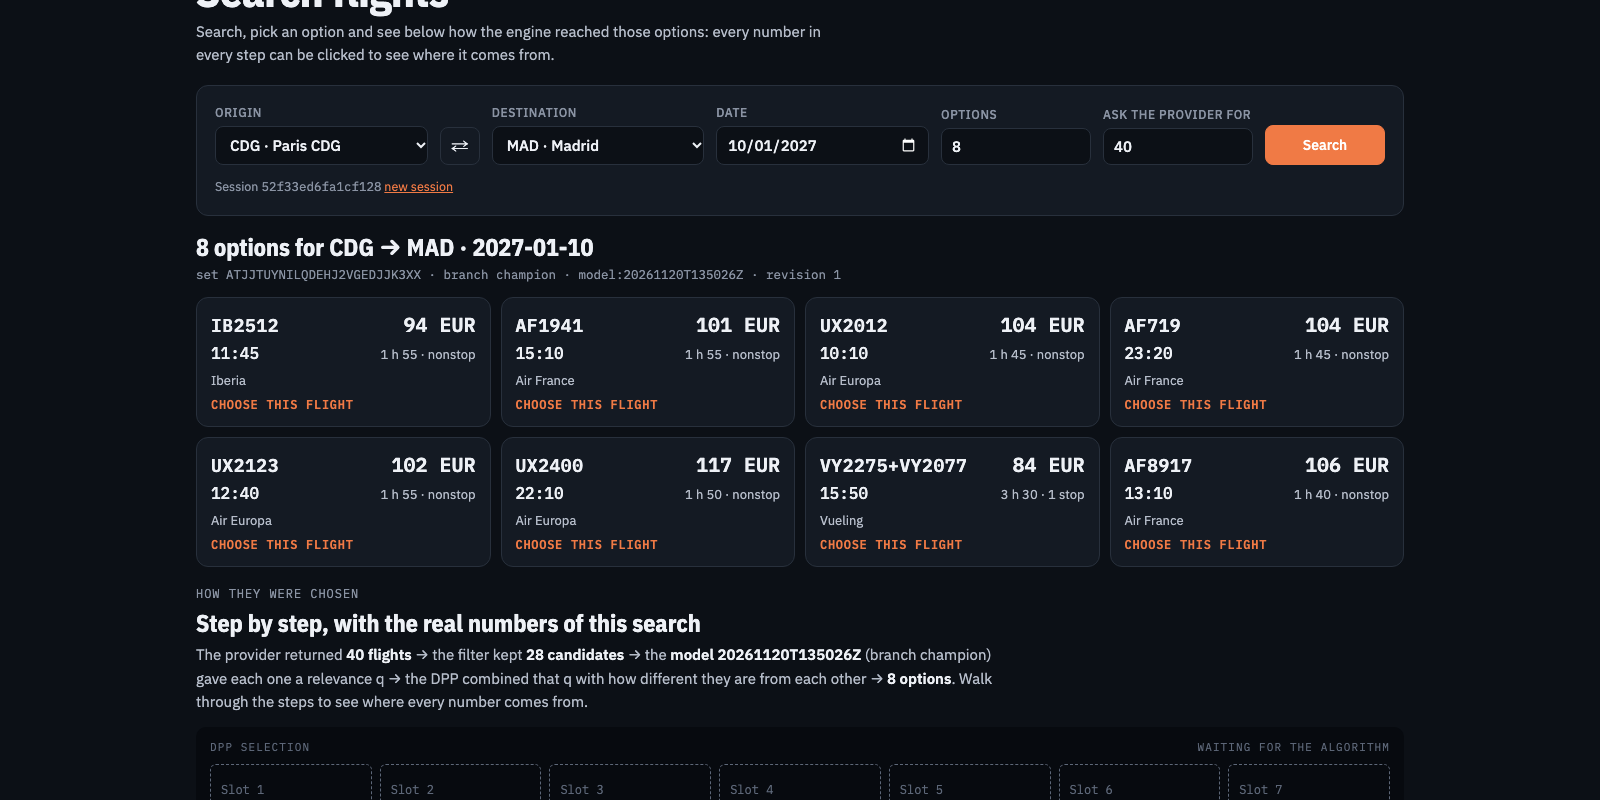 Search flights
Search, pick an option and see below how the engine reached those options: every number in
every step can be clicked to see where it comes from.
ORIGIN
DESTINATION
DATE
OPTIONS
ASK THE PROVIDER FOR
CDG · Paris CDG
⇄
MAD · Madrid
10/01/2027
8
40
Search
Session 52f33ed6fa1cf128 new session
8 options for CDG → MAD · 2027-01-10
set ATJJTUYNILQDEHJ2VGEDJJK3XX · branch champion · model:20261120T135026Z · revision 1
IB2512 94 EUR
11:45 1 h 55 · nonstop
Iberia
CHOOSE THIS FLIGHT
AF1941 101 EUR
15:10 1 h 55 · nonstop
Air France
CHOOSE THIS FLIGHT
UX2012 104 EUR
10:10 1 h 45 · nonstop
Air Europa
CHOOSE THIS FLIGHT
AF719 104 EUR
23:20 1 h 45 · nonstop
Air France
CHOOSE THIS FLIGHT
UX2123 102 EUR
12:40 1 h 55 · nonstop
Air Europa
CHOOSE THIS FLIGHT
UX2400 117 EUR
22:10 1 h 50 · nonstop
Air Europa
CHOOSE THIS FLIGHT
VY2275+VY2077 84 EUR
15:50 3 h 30 · 1 stop
Vueling
CHOOSE THIS FLIGHT
AF8917 106 EUR
13:10 1 h 40 · nonstop
Air France
CHOOSE THIS FLIGHT
HOW THEY WERE CHOSEN
Step by step, with the real numbers of this search
The provider returned 40 flights → the filter kept 28 candidates → the model 20261120T135026Z (branch champion)
gave each one a relevance q → the DPP combined that q with how different they are from each other → 8 options. Walk
through the steps to see where every number comes from.
DPP SELECTION
WAITING FOR THE ALGORITHM
Slot 1
Slot 2
Slot 3
Slot 4
Slot 5
Slot 6
Slot 7